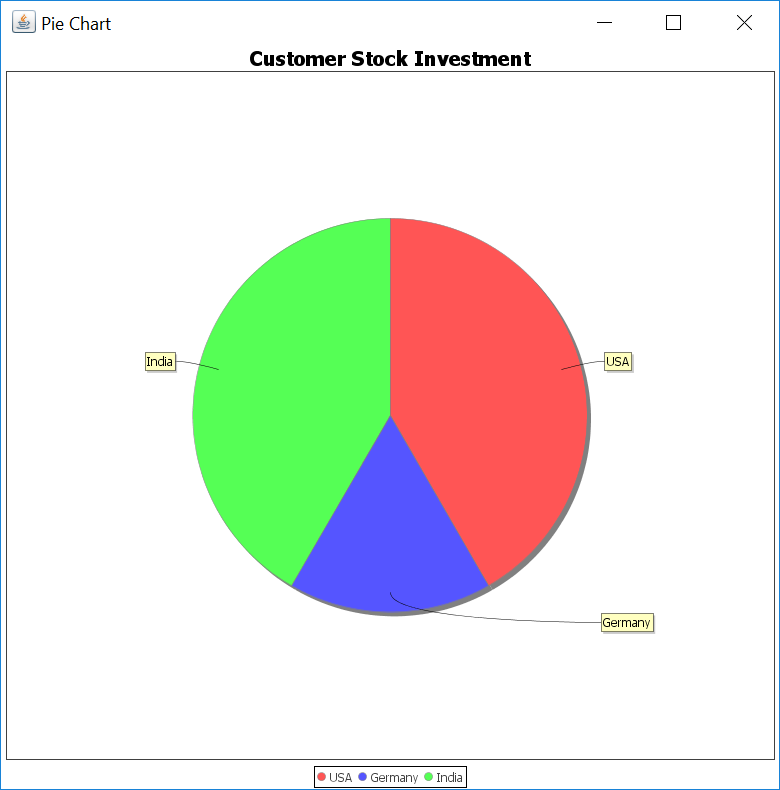 Pie Chart
Customer Stock Investment
India
USA
Germany
USA Germany India